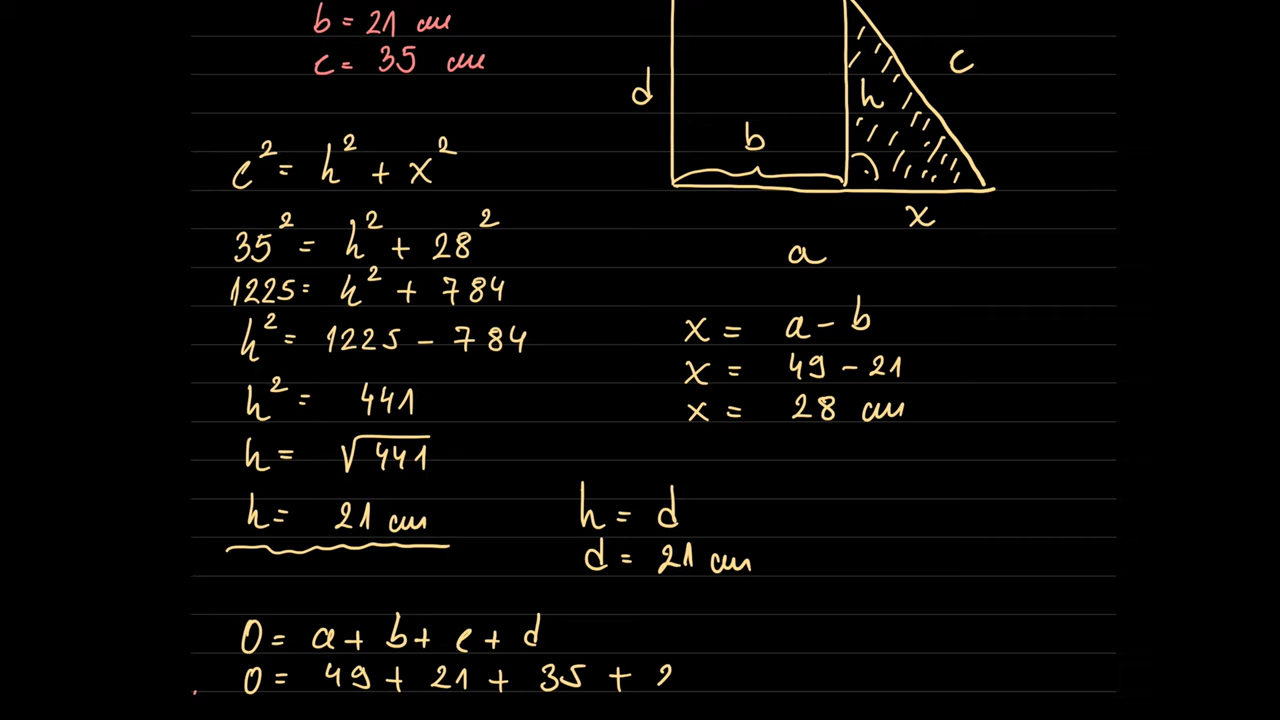 b = 21 cm
c = 35 cm
d
h
c
b
x
a
c² = h² + x²
35² = h² + 28²
1225 = h² + 784
h² = 1225 - 784
h² = 441
h = √441
h = 21 cm
x = a - b
x = 49 - 21
x = 28 cm
h = d
d = 21 cm
O = a + b + c + d
O = 49 + 21 + 35 +